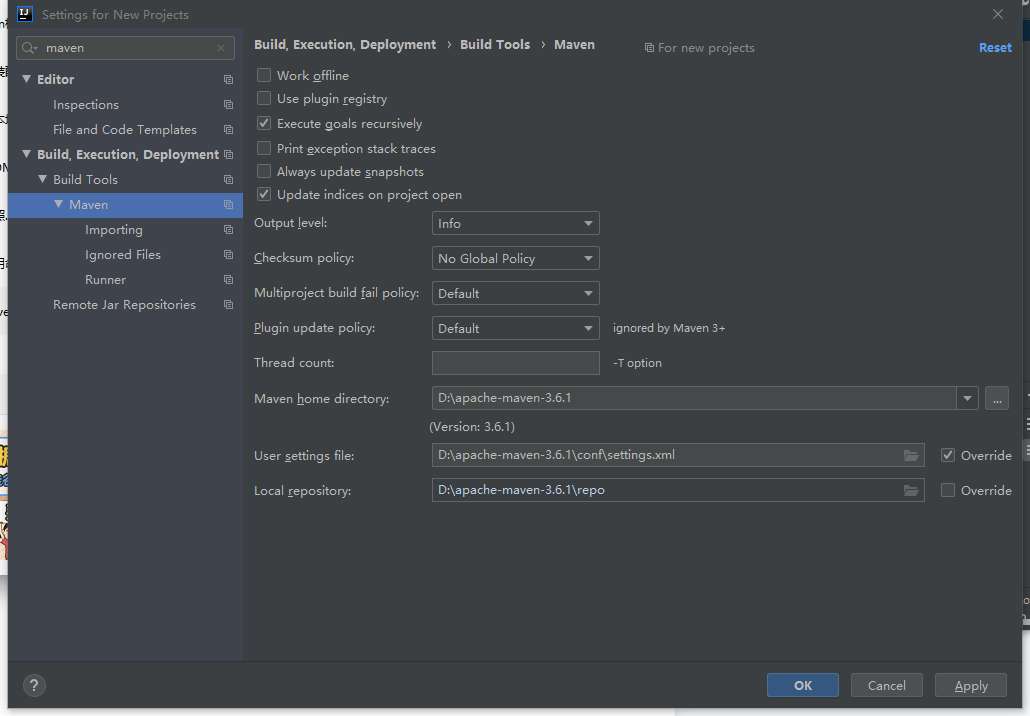 Settings for New Projects
maven
Editor
Inspections
File and Code Templates
Build, Execution, Deployment
Build Tools
Maven
Importing
Ignored Files
Runner
Remote Jar Repositories
Build, Execution, Deployment › Build Tools › Maven For new projects Reset
Work offline
Use plugin registry
Execute goals recursively
Print exception stack traces
Always update snapshots
Update indices on project open
Output level: Info
Checksum policy: No Global Policy
Multiproject build fail policy: Default
Plugin update policy: Default ignored by Maven 3+
Thread count: -T option
Maven home directory: D:\apache-maven-3.6.1 ...
(Version: 3.6.1)
User settings file: D:\apache-maven-3.6.1\conf\settings.xml Override
Local repository: D:\apache-maven-3.6.1\repo Override
? OK Cancel Apply